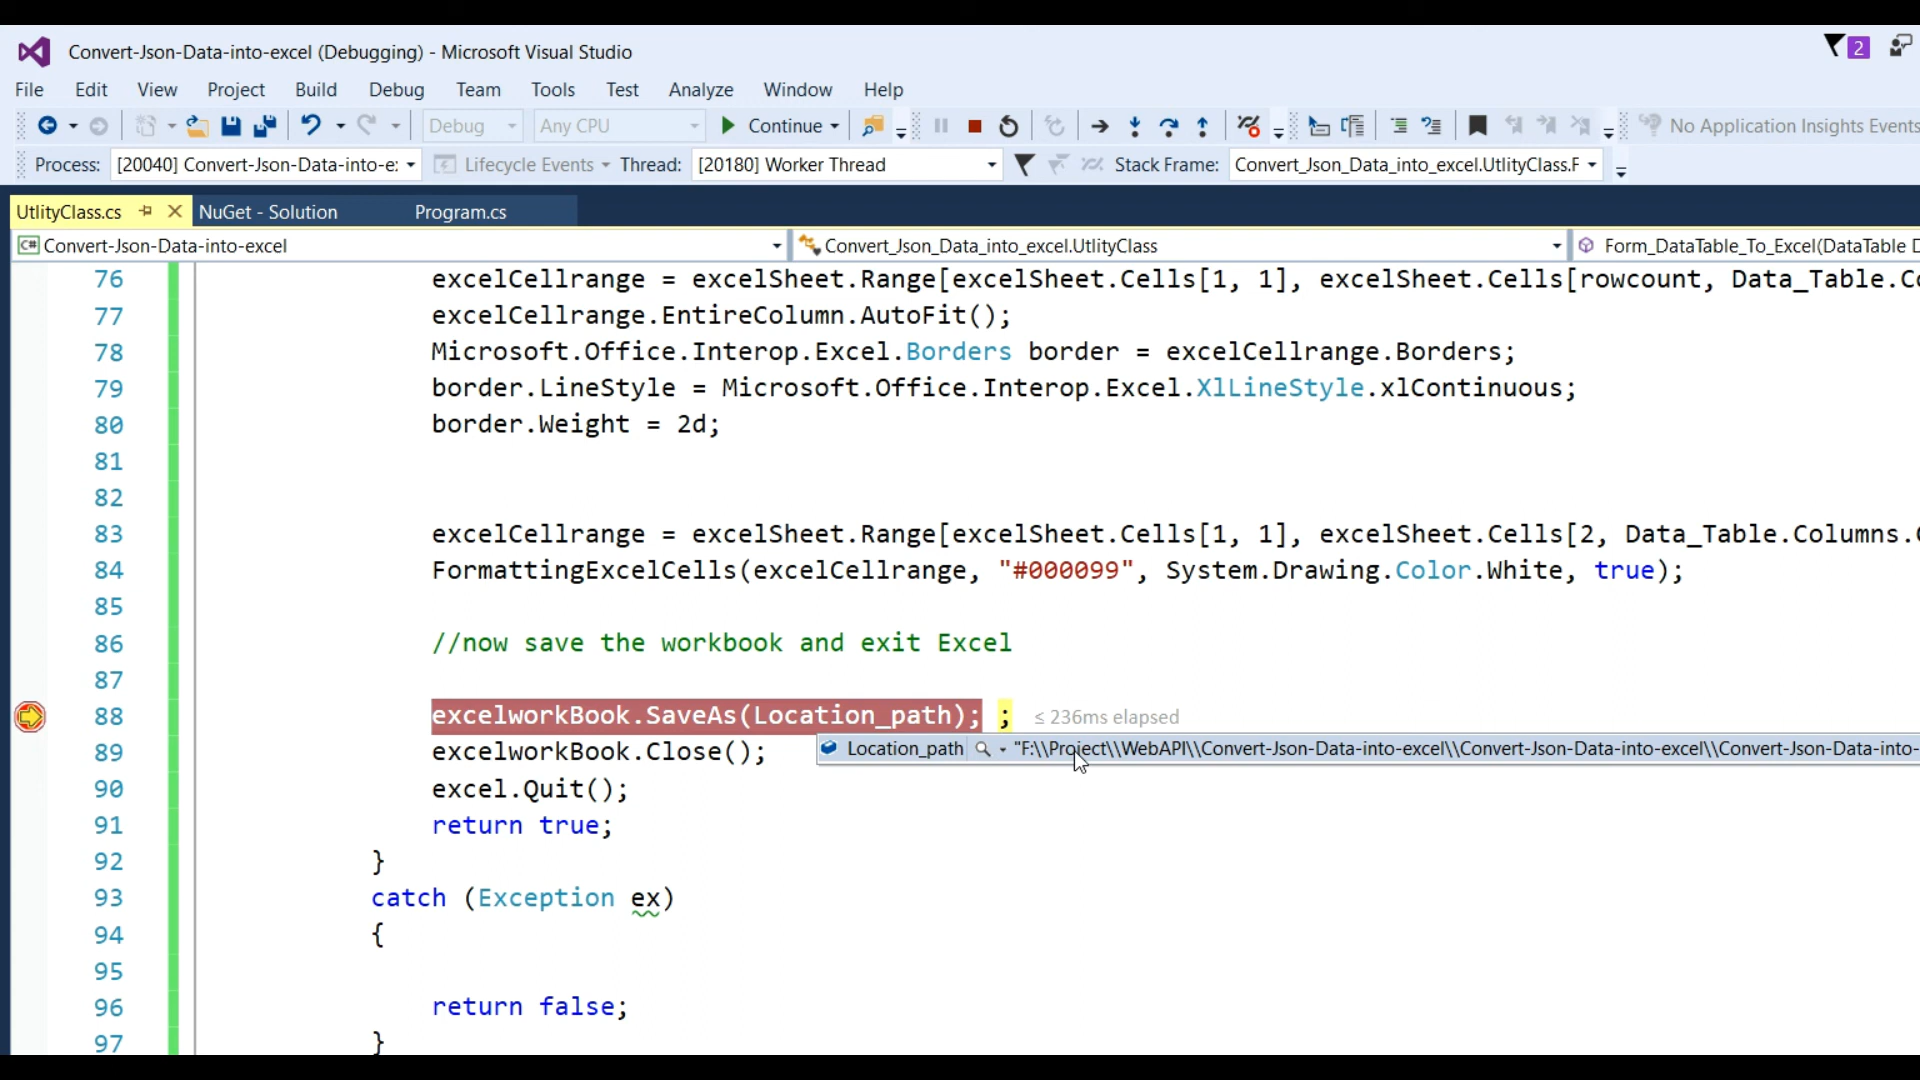 Convert-Json-Data-into-excel (Debugging) - Microsoft Visual Studio
2
File Edit View Project Build Debug Team Tools Test Analyze Window Help
Debug Any CPU Continue No Application Insights Events
Process: [20040] Convert-Json-Data-into-e: Lifecycle Events Thread: [20180] Worker Thread Stack Frame: Convert_Json_Data_into_excel.UtlityClass.F
UtlityClass.cs NuGet - Solution Program.cs
C# Convert-Json-Data-into-excel Convert_Json_Data_into_excel.UtlityClass Form_DataTable_To_Excel(DataTable D
76 excelCellrange = excelSheet.Range[excelSheet.Cells[1, 1], excelSheet.Cells[rowcount, Data_Table.Co
77 excelCellrange.EntireColumn.AutoFit();
78 Microsoft.Office.Interop.Excel.Borders border = excelCellrange.Borders;
79 border.LineStyle = Microsoft.Office.Interop.Excel.XlLineStyle.xlContinuous;
80 border.Weight = 2d;
81
82
83 excelCellrange = excelSheet.Range[excelSheet.Cells[1, 1], excelSheet.Cells[2, Data_Table.Columns.C
84 FormattingExcelCells(excelCellrange, "#000099", System.Drawing.Color.White, true);
85
86 //now save the workbook and exit Excel
87
88 excelworkBook.SaveAs(Location_path); ; ≤ 236ms elapsed
89 excelworkBook.Close(); Location_path "F:\\Project\\WebAPI\\Convert-Json-Data-into-excel\\Convert-Json-Data-into-excel\\Convert-Json-Data-into-
90 excel.Quit();
91 return true;
92 }
93 catch (Exception ex)
94 {
95
96 return false;
97 }